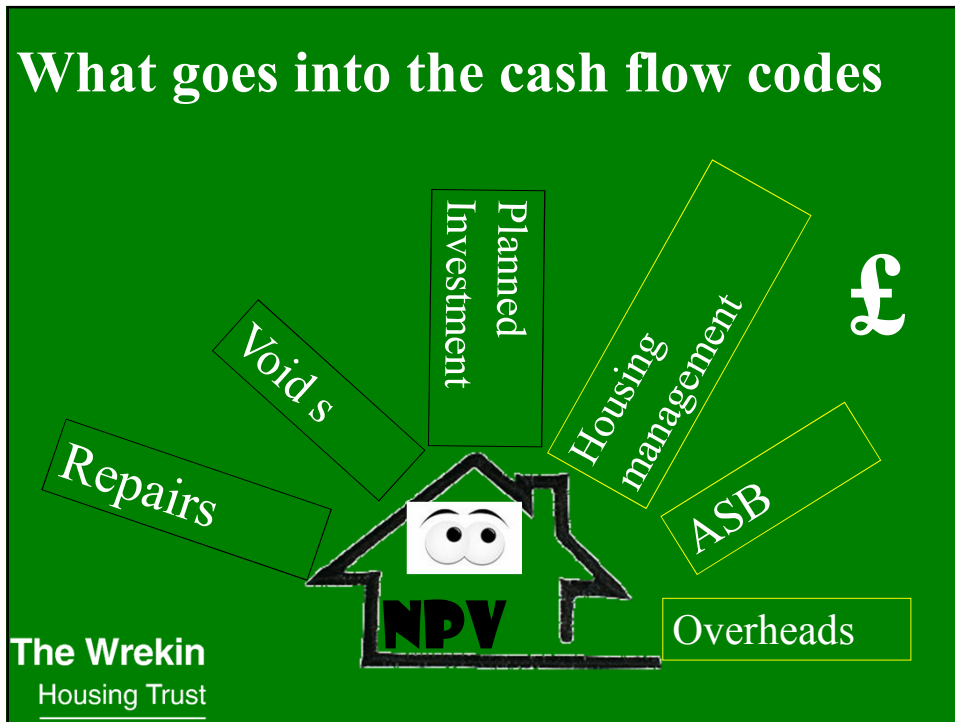 What goes into the cash flow codes
Repairs
Void s
Planned
Investment
Housing
management
£
ASB
Overheads
NPV
The Wrekin
Housing Trust